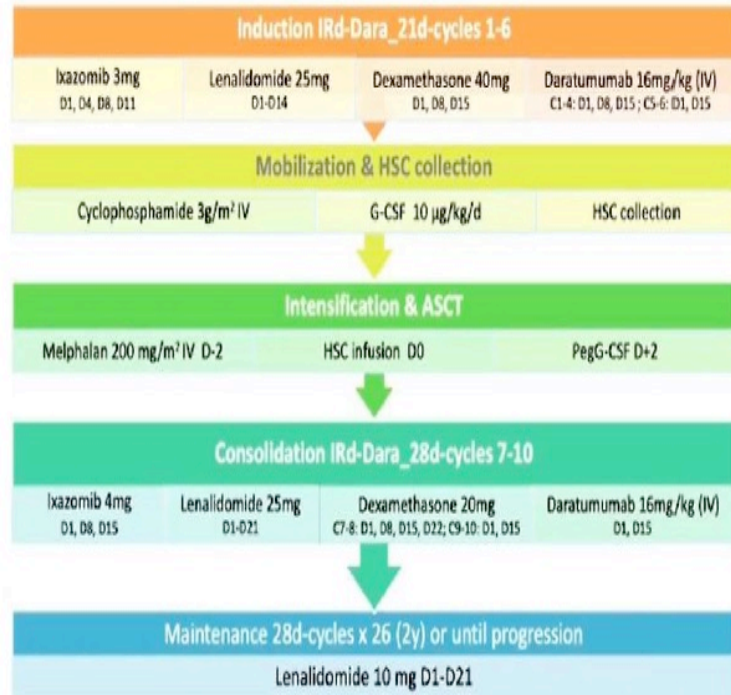 Induction IRd-Dara_21d-cycles 1-6
Ixazomib 3mg
D1, D4, D8, D11
Lenalidomide 25mg
D1-D14
Dexamethasone 40mg
D1, D8, D15
Daratumumab 16mg/kg (IV)
C1-4: D1, D8, D15 ; C5-6: D1, D15
Mobilization & HSC collection
Cyclophosphamide 3g/m² IV
G-CSF 10 µg/kg/d
HSC collection
Intensification & ASCT
Melphalan 200 mg/m² IV D-2
HSC infusion D0
PegG-CSF D+2
Consolidation IRd-Dara_28d-cycles 7-10
Ixazomib 4mg
D1, D8, D15
Lenalidomide 25mg
D1-D21
Dexamethasone 20mg
C7-8: D1, D8, D15, D22; C9-10: D1, D15
Daratumumab 16mg/kg (IV)
D1, D15
Maintenance 28d-cycles x 26 (2y) or until progression
Lenalidomide 10 mg D1-D21